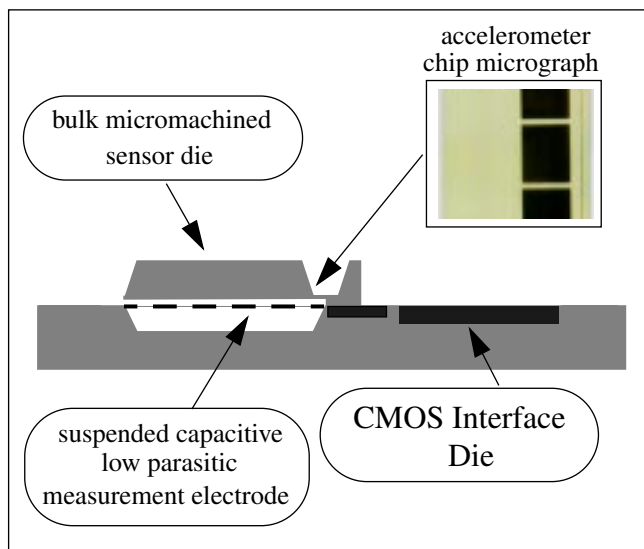 accelerometer
chip micrograph
bulk micromachined
sensor die
suspended capacitive
low parasitic
measurement electrode
CMOS Interface
Die